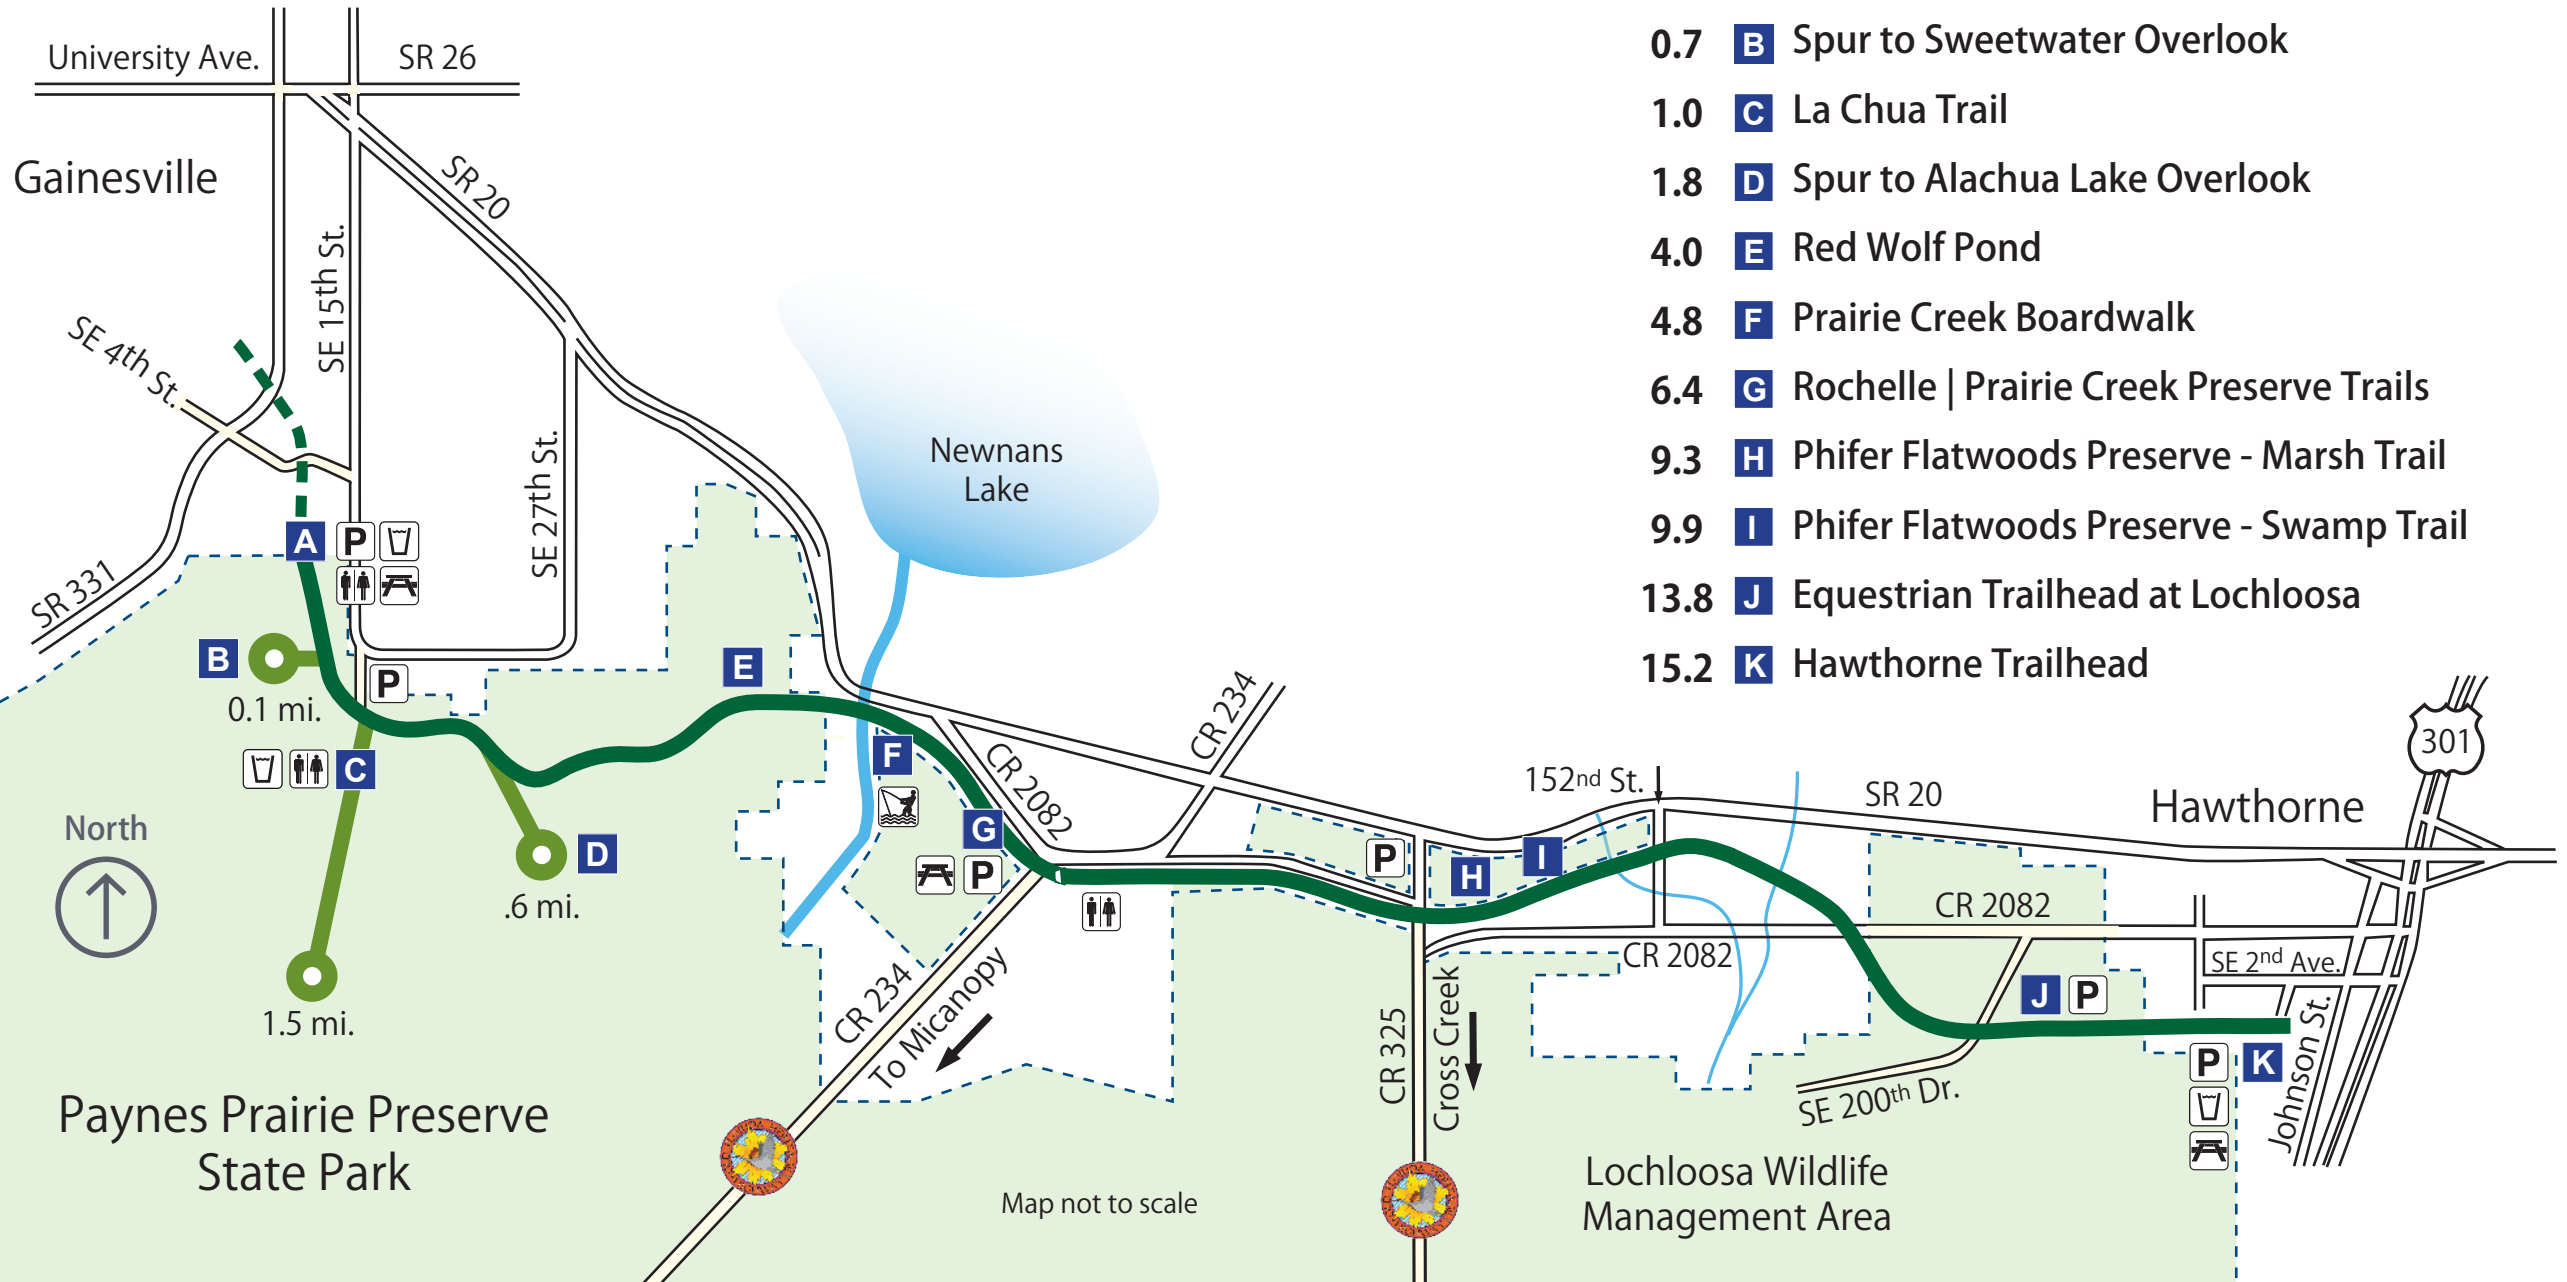 University Ave.
SR 26
Gainesville
SR 20
SE 15th St.
SE 4th St.
SE 27th St.
SR 331
Newnans
Lake
0.7 B Spur to Sweetwater Overlook
1.0 C La Chua Trail
1.8 D Spur to Alachua Lake Overlook
4.0 E Red Wolf Pond
4.8 F Prairie Creek Boardwalk
6.4 G Rochelle | Prairie Creek Preserve Trails
9.3 H Phifer Flatwoods Preserve - Marsh Trail
9.9 I Phifer Flatwoods Preserve - Swamp Trail
13.8 J Equestrian Trailhead at Lochloosa
15.2 K Hawthorne Trailhead
A P
B
0.1 mi.
P
C
1.5 mi.
D
.6 mi.
E
F
G
P
CR 2082
CR 234
CR 234
To Micanopy
North
Paynes Prairie Preserve
State Park
Map not to scale
P
H
I
152nd St.
SR 20
CR 2082
CR 2082
CR 325
Cross Creek
Hawthorne
301
SE 2nd Ave.
J P
SE 200th Dr.
P K
Johnson St.
Lochloosa Wildlife
Management Area